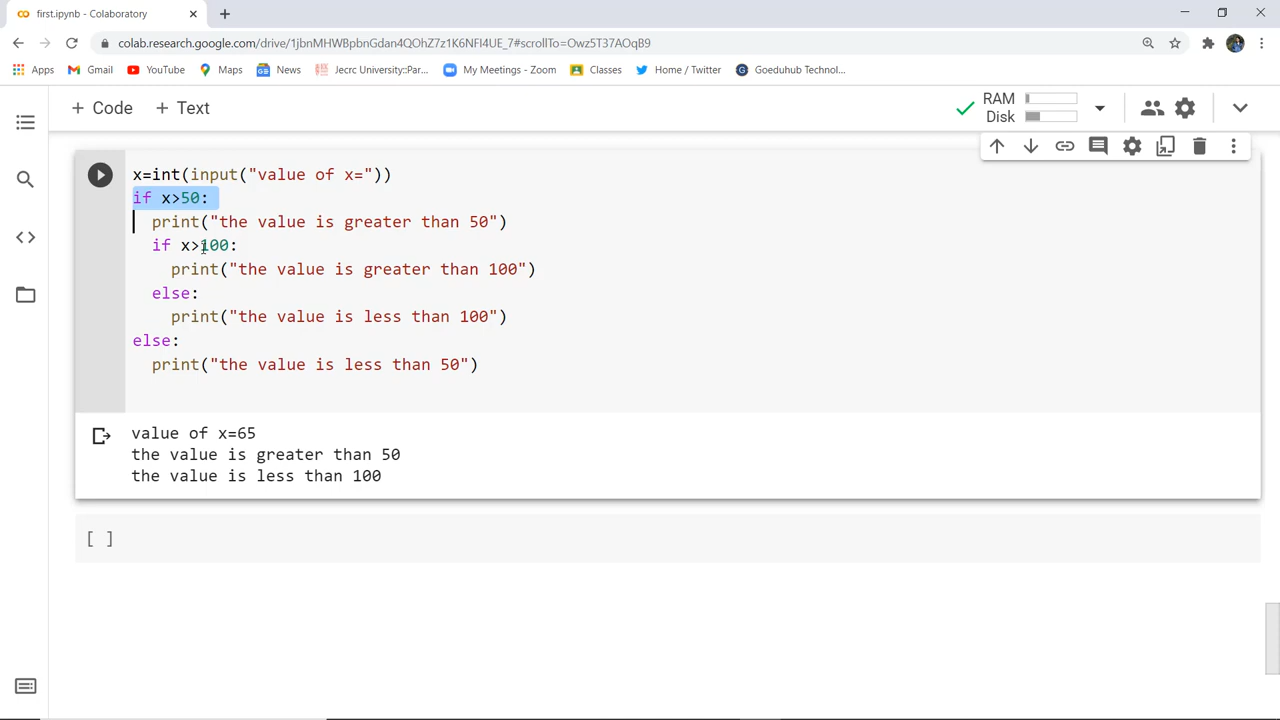 first.ipynb - Colaboratory
colab.research.google.com/drive/1jbnMHWBpbnGdan4QOhZ7z1K6NFI4UE_7#scrollTo=Owz5T37AOqB9
Apps Gmail YouTube Maps News Jecrc University::Par... My Meetings - Zoom Classes Home / Twitter Goeduhub Technol...
+ Code + Text RAM
Disk
x=int(input("value of x="))
if x>50:
print("the value is greater than 50")
if x>100:
print("the value is greater than 100")
else:
print("the value is less than 100")
else:
print("the value is less than 50")
value of x=65
the value is greater than 50
the value is less than 100
[ ]